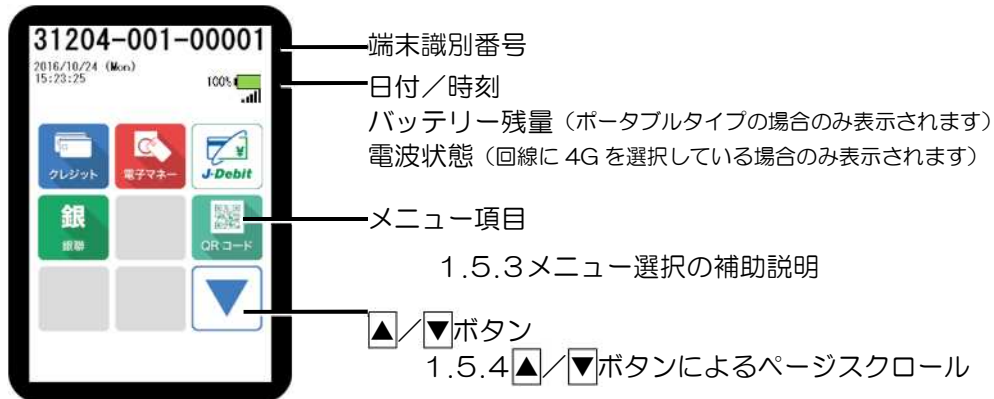 31204-001-00001
2016/10/24 (Mon)
15:23:25
100%
クレジット
電子マネー
J-Debit
銀
銀聯
QRコード
端末識別番号
日付／時刻
バッテリー残量（ポータブルタイプの場合のみ表示されます）
電波状態（回線に 4G を選択している場合のみ表示されます）
メニュー項目
1.5.3メニュー選択の補助説明
▲／▼ボタン
1.5.4▲／▼ボタンによるページスクロール